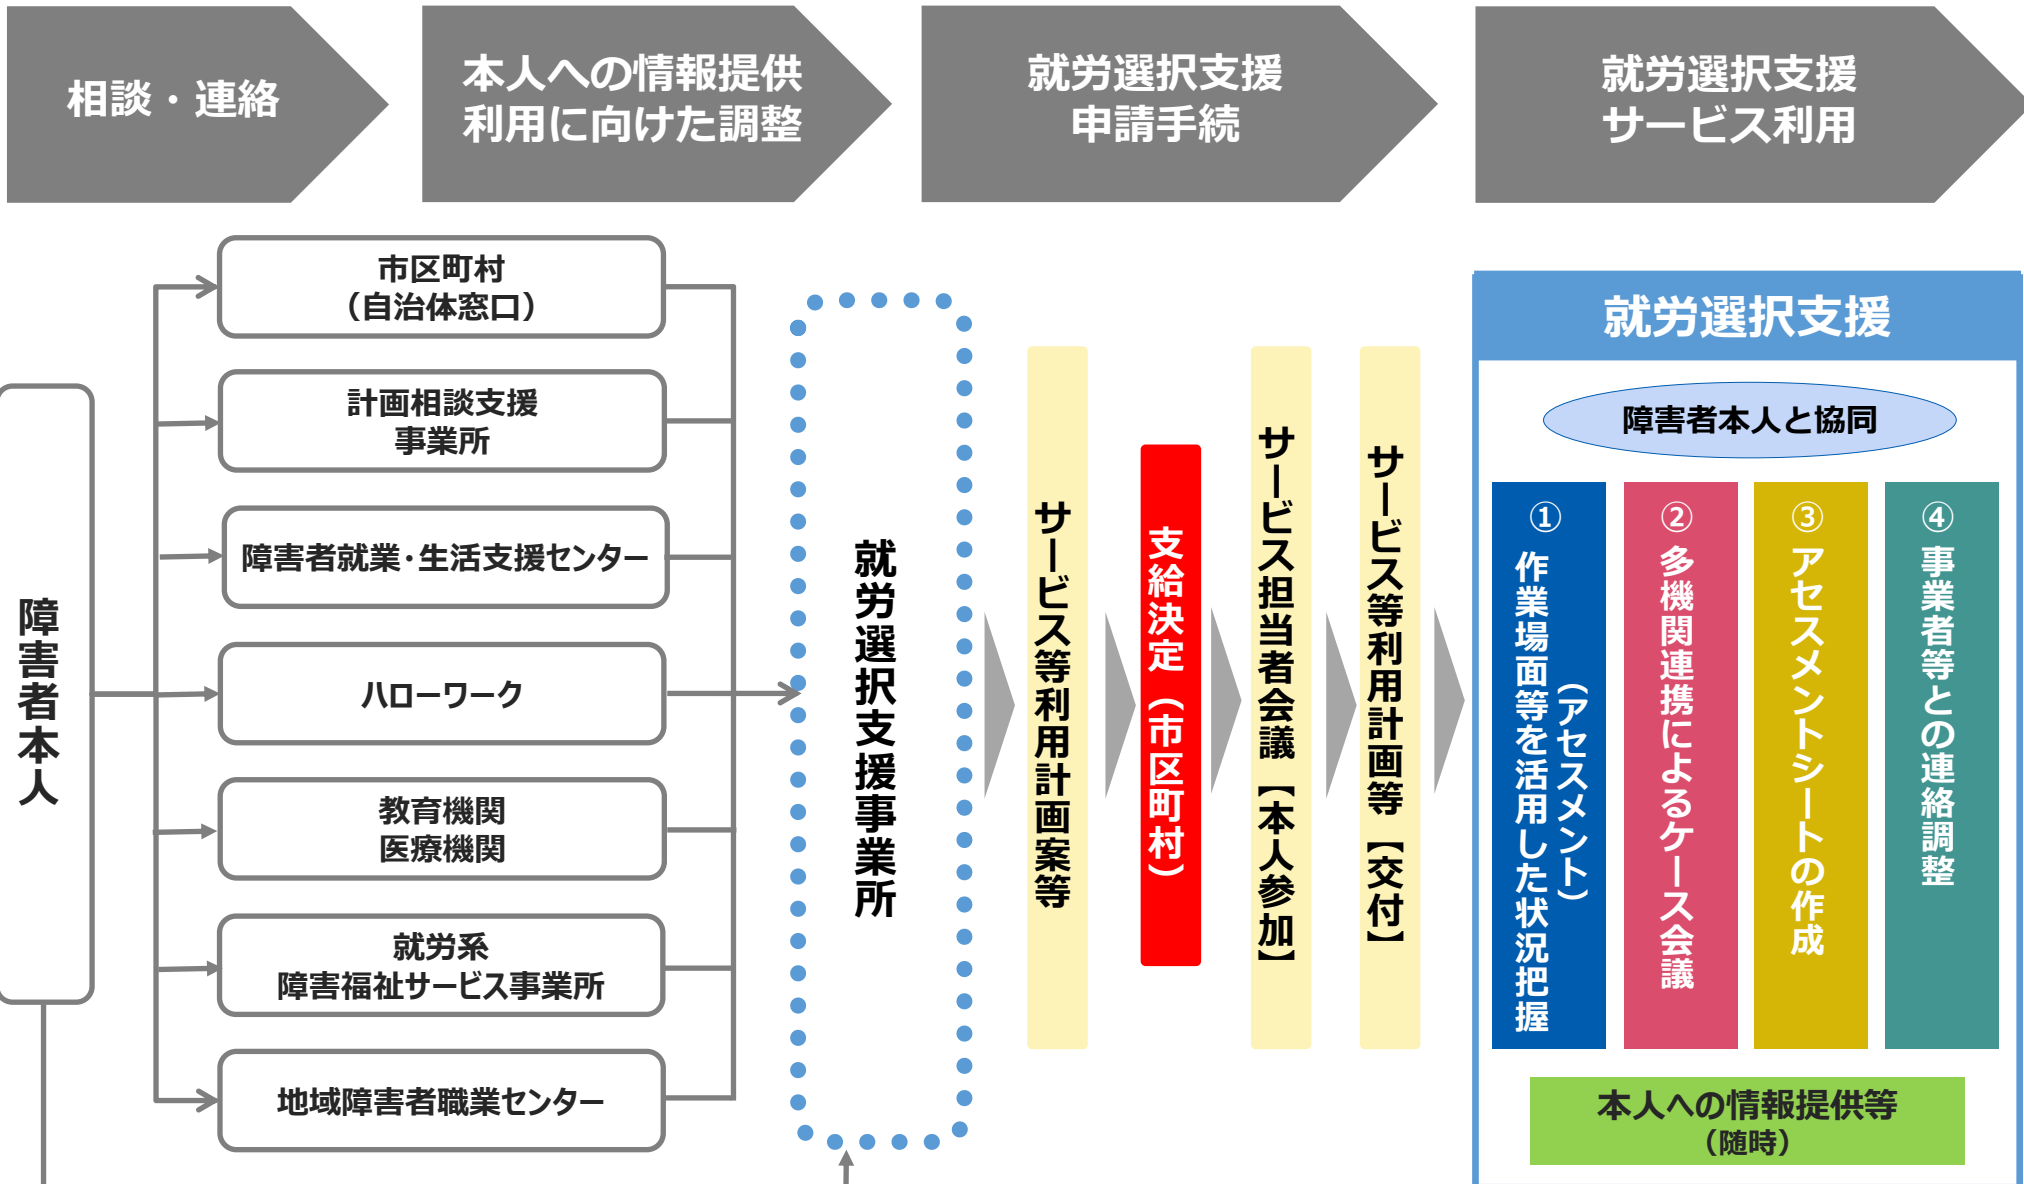 相談・連絡
本人への情報提供
利用に向けた調整
就労選択支援
申請手続
就労選択支援
サービス利用
障害者本人
市区町村
（自治体窓口）
計画相談支援
事業所
障害者就業・生活支援センター
ハローワーク
教育機関
医療機関
就労系
障害福祉サービス事業所
地域障害者職業センター
就労選択支援事業所
サービス等利用計画案等
支給決定（市区町村）
サービス担当者会議【本人参加】
サービス等利用計画等【交付】
就労選択支援
障害者本人と協同
①
作業場面等を活用した状況把握
（アセスメント）
②
多機関連携によるケース会議
③
アセスメントシートの作成
④
事業者等との連絡調整
本人への情報提供等
（随時）